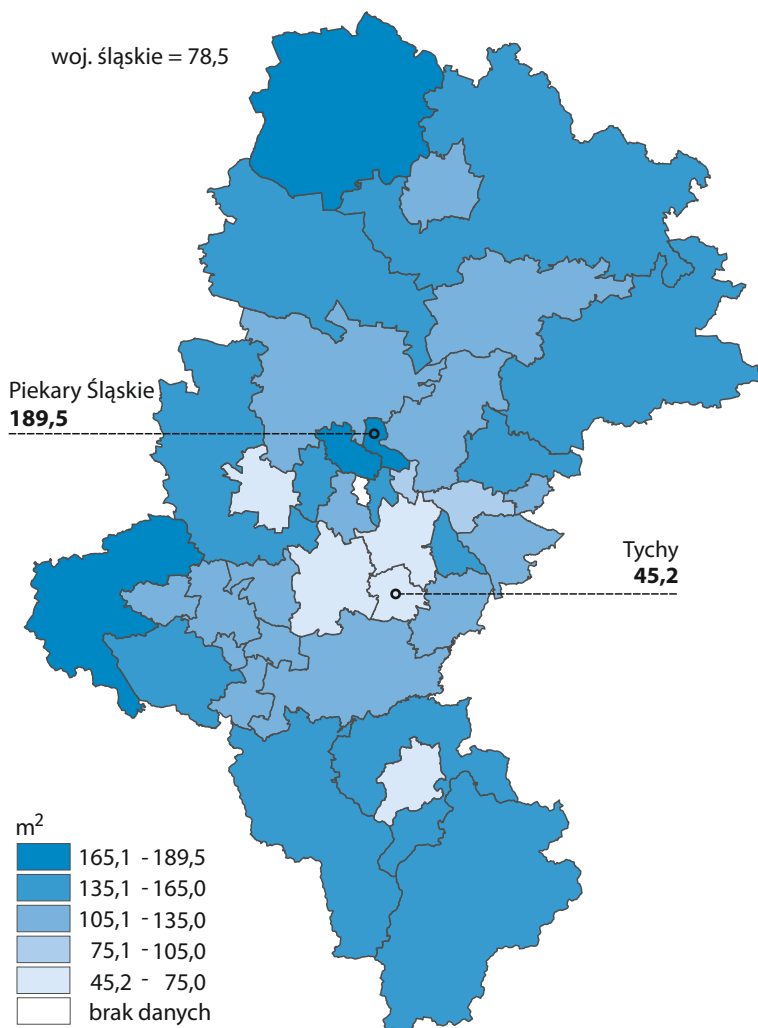 woj. śląskie = 78,5
Piekary Śląskie
189,5
Tychy
45,2
m²
165,1 - 189,5
135,1 - 165,0
105,1 - 135,0
75,1 - 105,0
45,2 - 75,0
brak danych